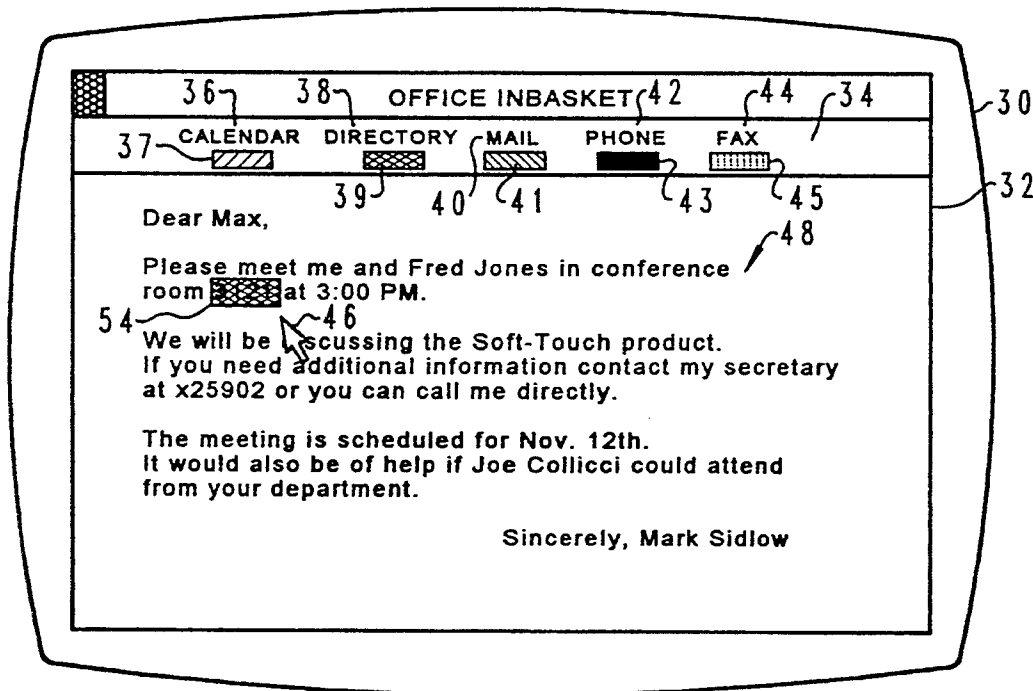 36 38 OFFICE INBASKET 42 44 34 30
CALENDAR DIRECTORY MAIL PHONE FAX
37 39 40 41 43 45 32
Dear Max,
48
Please meet me and Fred Jones in conference
room at 3:00 PM.
54 46
We will be discussing the Soft-Touch product.
If you need additional information contact my secretary
at x25902 or you can call me directly.
The meeting is scheduled for Nov. 12th.
It would also be of help if Joe Collicci could attend
from your department.
Sincerely, Mark Sidlow